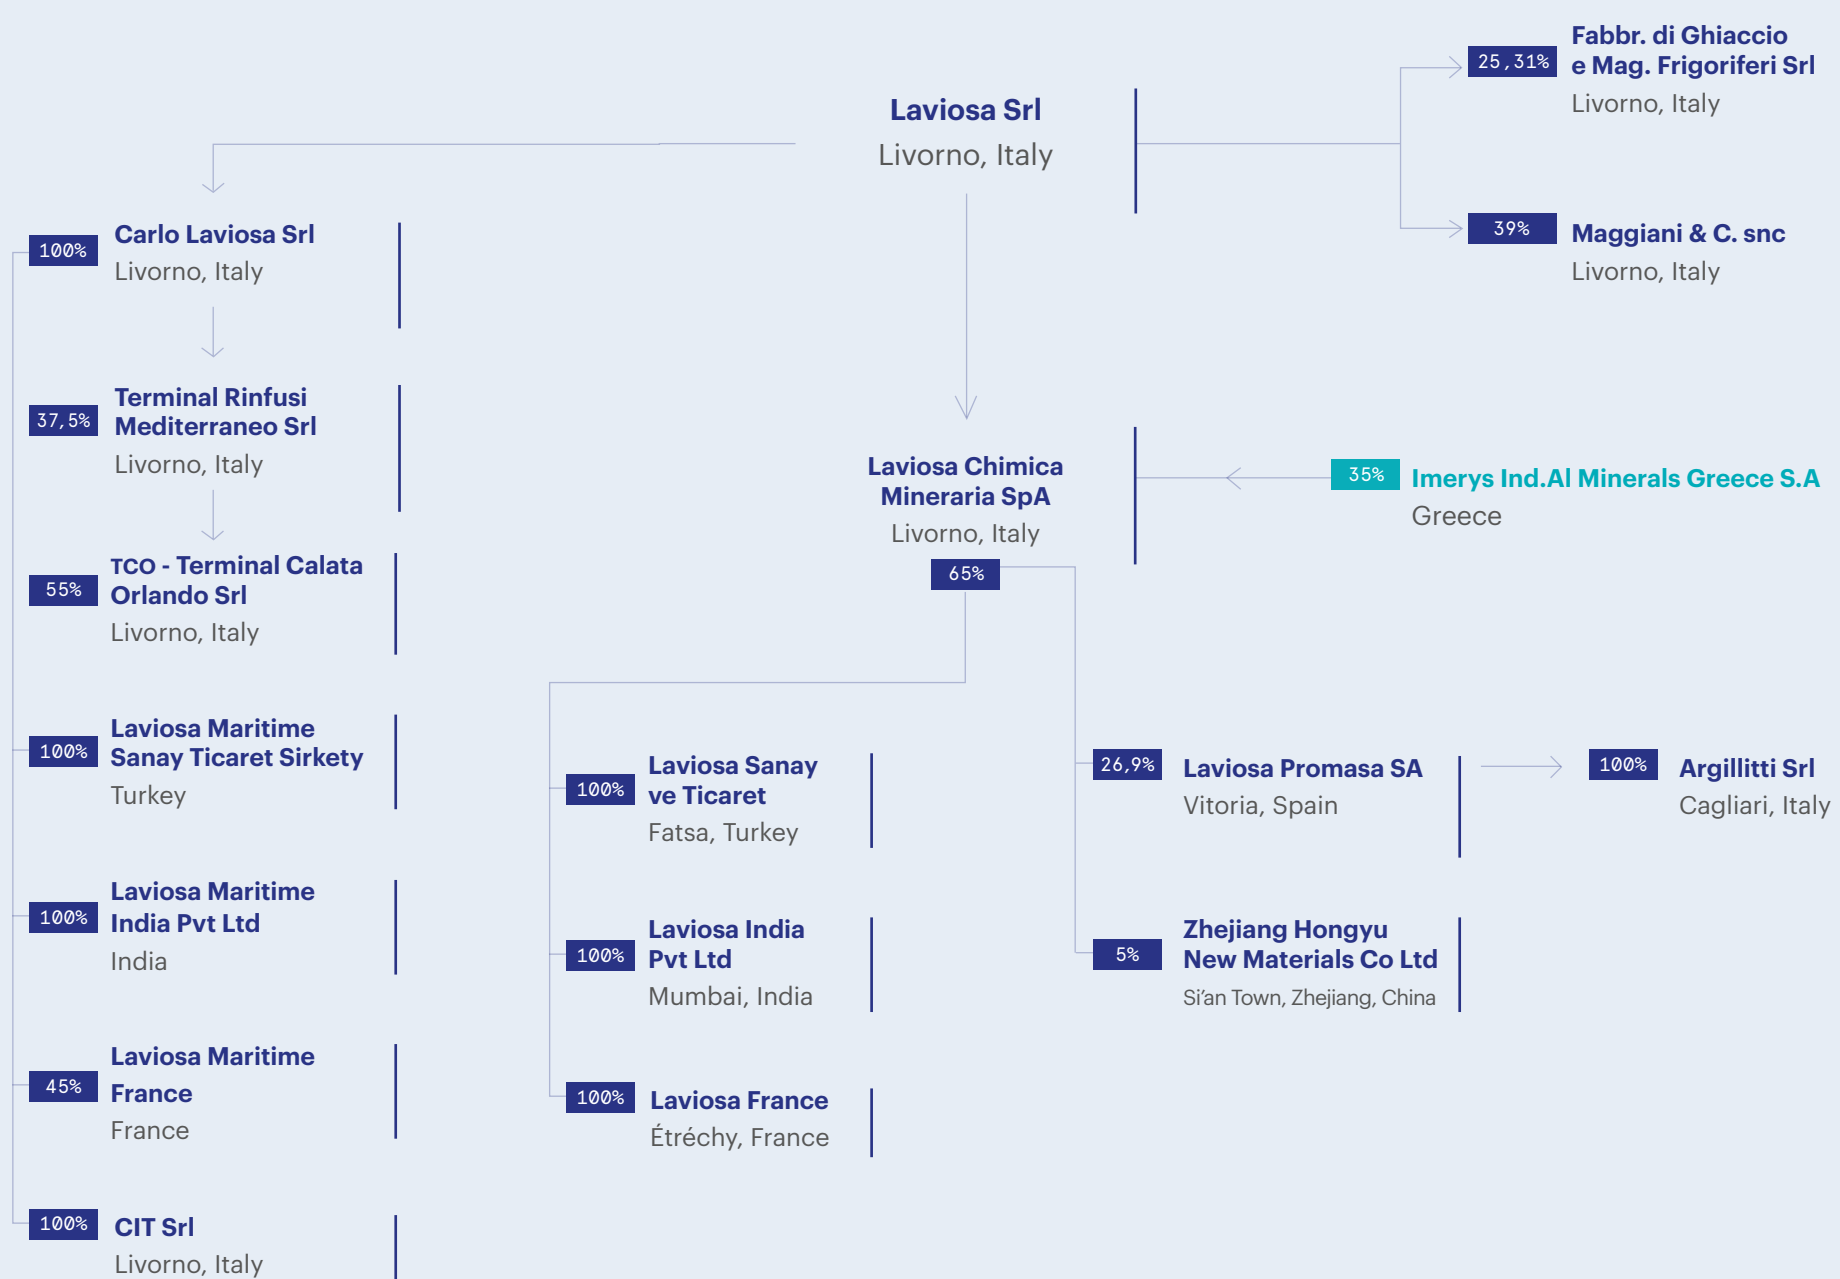 Laviosa Srl
Livorno, Italy
25,31%
Fabbr. di Ghiaccio
e Mag. Frigoriferi Srl
Livorno, Italy
39%
Maggiani & C. snc
Livorno, Italy
100%
Carlo Laviosa Srl
Livorno, Italy
37,5%
Terminal Rinfusi
Mediterraneo Srl
Livorno, Italy
55%
TCO - Terminal Calata
Orlando Srl
Livorno, Italy
100%
Laviosa Maritime
Sanay Ticaret Sirkety
Turkey
100%
Laviosa Maritime
India Pvt Ltd
India
45%
Laviosa Maritime
France
France
100%
CIT Srl
Livorno, Italy
Laviosa Chimica
Mineraria SpA
Livorno, Italy
65%
35%
Imerys Ind.Al Minerals Greece S.A
Greece
100%
Laviosa Sanay
ve Ticaret
Fatsa, Turkey
100%
Laviosa India
Pvt Ltd
Mumbai, India
100%
Laviosa France
Étréchy, France
26,9%
Laviosa Promasa SA
Vitoria, Spain
100%
Argillitti Srl
Cagliari, Italy
5%
Zhejiang Hongyu
New Materials Co Ltd
Si’an Town, Zhejiang, China